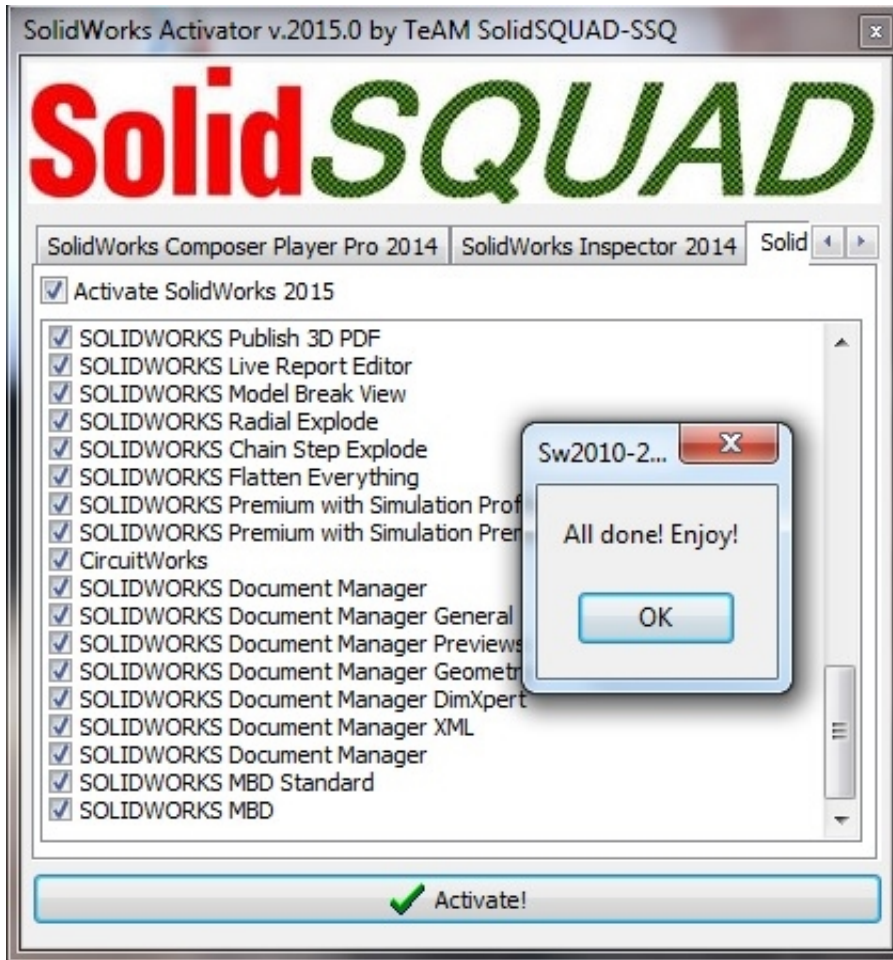 SolidWorks Activator v.2015.0 by TeAM SolidSQUAD-SSQ
SolidSQUAD
SolidWorks Composer Player Pro 2014
SolidWorks Inspector 2014
Solid
Activate SolidWorks 2015
SOLIDWORKS Publish 3D PDF
SOLIDWORKS Live Report Editor
SOLIDWORKS Model Break View
SOLIDWORKS Radial Explode
SOLIDWORKS Chain Step Explode
SOLIDWORKS Flatten Everything
SOLIDWORKS Premium with Simulation Prof
SOLIDWORKS Premium with Simulation Prer
CircuitWorks
SOLIDWORKS Document Manager
SOLIDWORKS Document Manager General
SOLIDWORKS Document Manager Previews
SOLIDWORKS Document Manager Geometr
SOLIDWORKS Document Manager DimXpert
SOLIDWORKS Document Manager XML
SOLIDWORKS Document Manager
SOLIDWORKS MBD Standard
SOLIDWORKS MBD
Sw2010-2...
All done! Enjoy!
OK
Activate!